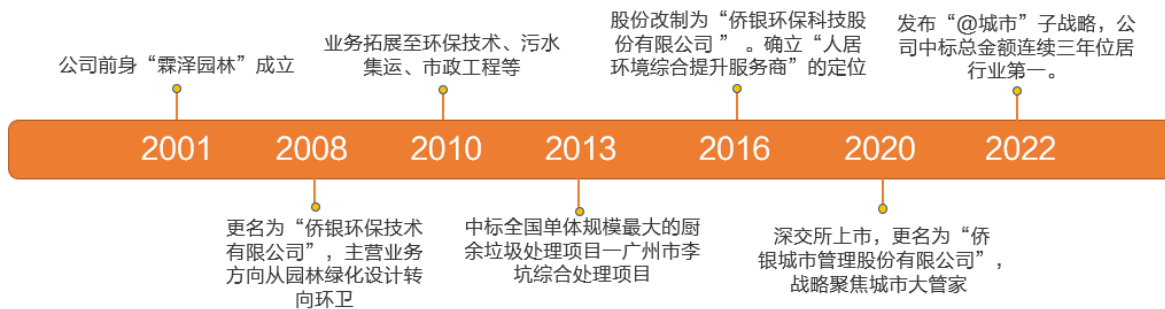 公司前身“霖泽园林”成立
业务拓展至环保技术、污水
集运、市政工程等
股份改制为“侨银环保科技股
份有限公司 ” 。确立“人居
环境综合提升服务商”的定位
发布“@城市”子战略，公
司中标总金额连续三年位居
行业第一。
2001 2008 2010 2013 2016 2020 2022
更名为“侨银环保技术
有限公司”，主营业务
方向从园林绿化设计转
向环卫
中标全国单体规模最大的厨
余垃圾处理项目—广州市李
坑综合处理项目
深交所上市，更名为“侨
银城市管理股份有限公司”，
战略聚焦城市大管家